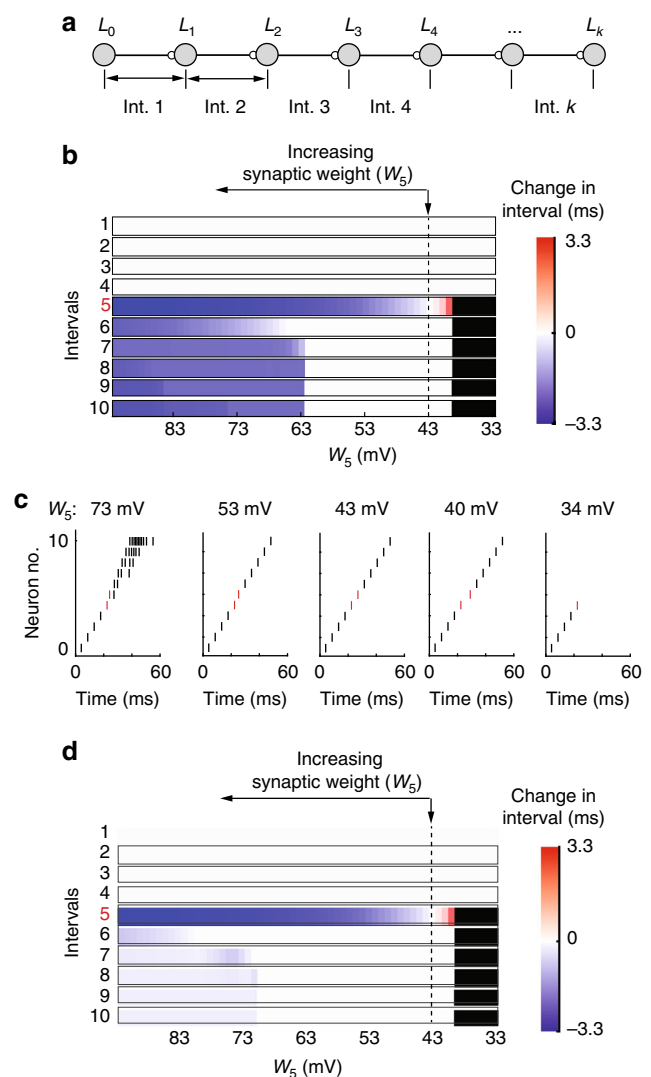 a
L0 L1 L2 L3 L4 ... Lk
Int. 1 Int. 2 Int. 3 Int. 4 Int. k
b
Increasing
synaptic weight (W5)
Change in
interval (ms)
3.3
0
−3.3
Intervals
1
2
3
4
5
6
7
8
9
10
83 73 63 53 43 33
W5 (mV)
c
W5: 73 mV 53 mV 43 mV 40 mV 34 mV
Neuron no.
10
0
0 60 0 60 0 60 0 60 0 60
Time (ms) Time (ms) Time (ms) Time (ms) Time (ms)
d
Increasing
synaptic weight (W5)
Change in
interval (ms)
3.3
0
−3.3
Intervals
1
2
3
4
5
6
7
8
9
10
83 73 63 53 43 33
W5 (mV)